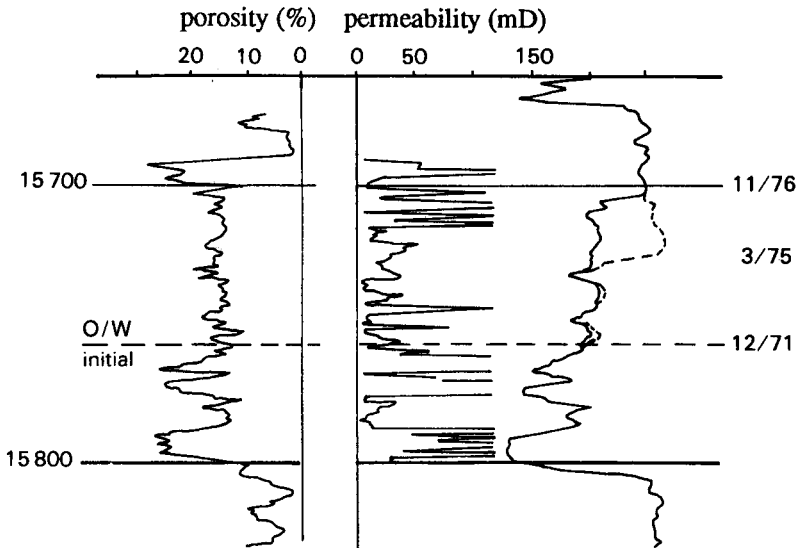 porosity (%) permeability (mD)
20 10 0 0 50 150
15 700 11/76
3/75
O/W 12/71
initial
15 800